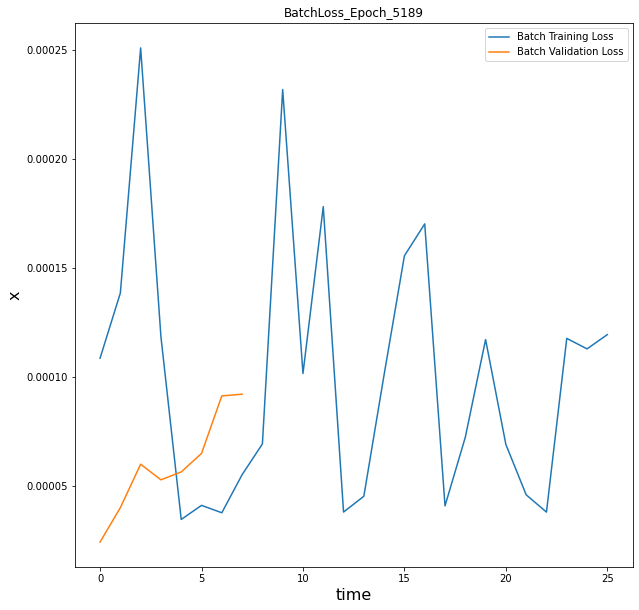 BatchLoss_Epoch_5189
Batch Training Loss
Batch Validation Loss
0.00025
0.00020
0.00015
0.00010
0.00005
x
0 5 10 15 20 25
time